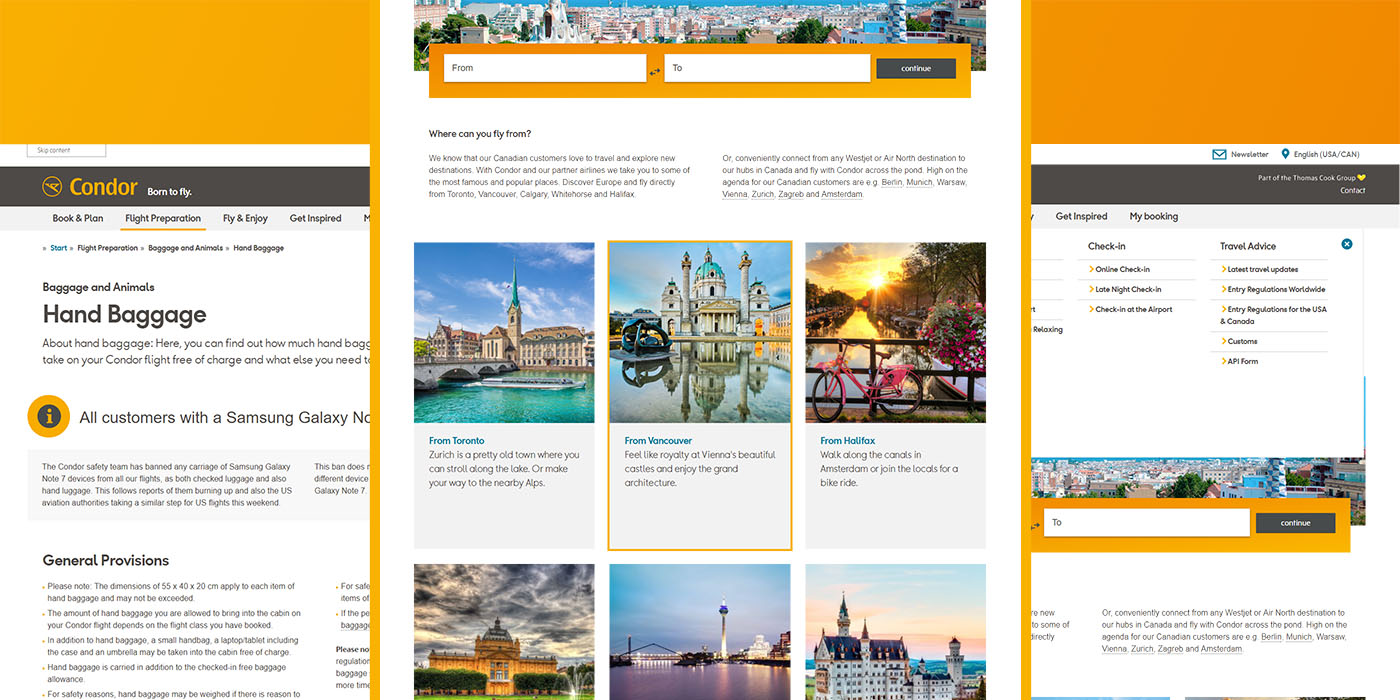 Skip content
Condor Born to fly.
Book & Plan Flight Preparation Fly & Enjoy Get Inspired
» Start » Flight Preparation » Baggage and Animals » Hand Baggage
Baggage and Animals
Hand Baggage
About hand baggage: Here, you can find out how much hand
take on your Condor flight free of charge and what else you need
All customers with a Samsung Galaxy
The Condor safety team has banned any carriage of Samsung Galaxy
Note 7 devices from all our flights, as both checked luggage and also
hand luggage. This follows reports of them burning up and also the US
aviation authorities taking a similar step for US flights this weekend.
This ban does
different device
Galaxy Note 7
General Provisions
Please note: The dimensions of 55 x 40 x 20 cm apply to each item of
hand baggage and may not be exceeded.
The amount of hand baggage you are allowed to bring into the cabin on
your Condor flight depends on the flight class you have booked.
In addition to hand baggage, a small handbag, a laptop/tablet including
the case and an umbrella may be taken into the cabin free of charge.
Hand baggage is carried in addition to the checked-in free baggage
allowance.
For safety reasons, hand baggage may be weighed if there is reason to
For safe
items of
If the pe
baggage
Please no
regulation
baggage
more time
From To continue
Where can you fly from?
We know that our Canadian customers love to travel and explore new
destinations. With Condor and our partner airlines we take you to some of
the most famous and popular places. Discover Europe and fly directly
from Toronto, Vancouver, Calgary, Whitehorse and Halifax.
Or, conveniently connect from any Westjet or Air North destination to
our hubs in Canada and fly with Condor across the pond. High on the
agenda for our Canadian customers are e.g. Berlin, Munich, Warsaw,
Vienna, Zurich, Zagreb and Amsterdam.
From Toronto
Zurich is a pretty old town where you
can stroll along the lake. Or make
your way to the nearby Alps.
From Vancouver
Feel like royalty at Vienna's beautiful
castles and enjoy the grand
architecture.
From Halifax
Walk along the canals in
Amsterdam or join the locals for a
bike ride.
Newsletter English (USA/CAN)
Part of the Thomas Cook Group
Contact
Get Inspired My booking
Relaxing
Check-in
Online Check-in
Late Night Check-in
Check-in at the Airport
Travel Advice
Latest travel updates
Entry Regulations Worldwide
Entry Regulations for the USA
& Canada
Customs
API Form
To continue
re new
to some of
directly
Or, conveniently connect from any Westjet or Air North destination to
our hubs in Canada and fly with Condor across the pond. High on the
agenda for our Canadian customers are e.g. Berlin, Munich, Warsaw,
Vienna, Zurich, Zagreb and Amsterdam.